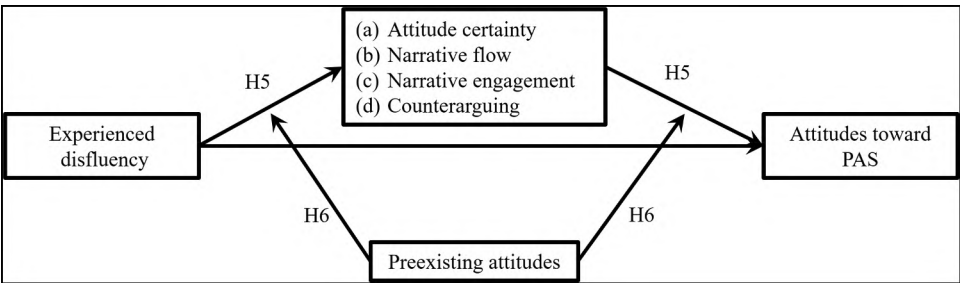 (a) Attitude certainty
(b) Narrative flow
(c) Narrative engagement
(d) Counterarguing
H5
H5
Experienced
disfluency
Attitudes toward
PAS
H6
H6
Preexisting attitudes